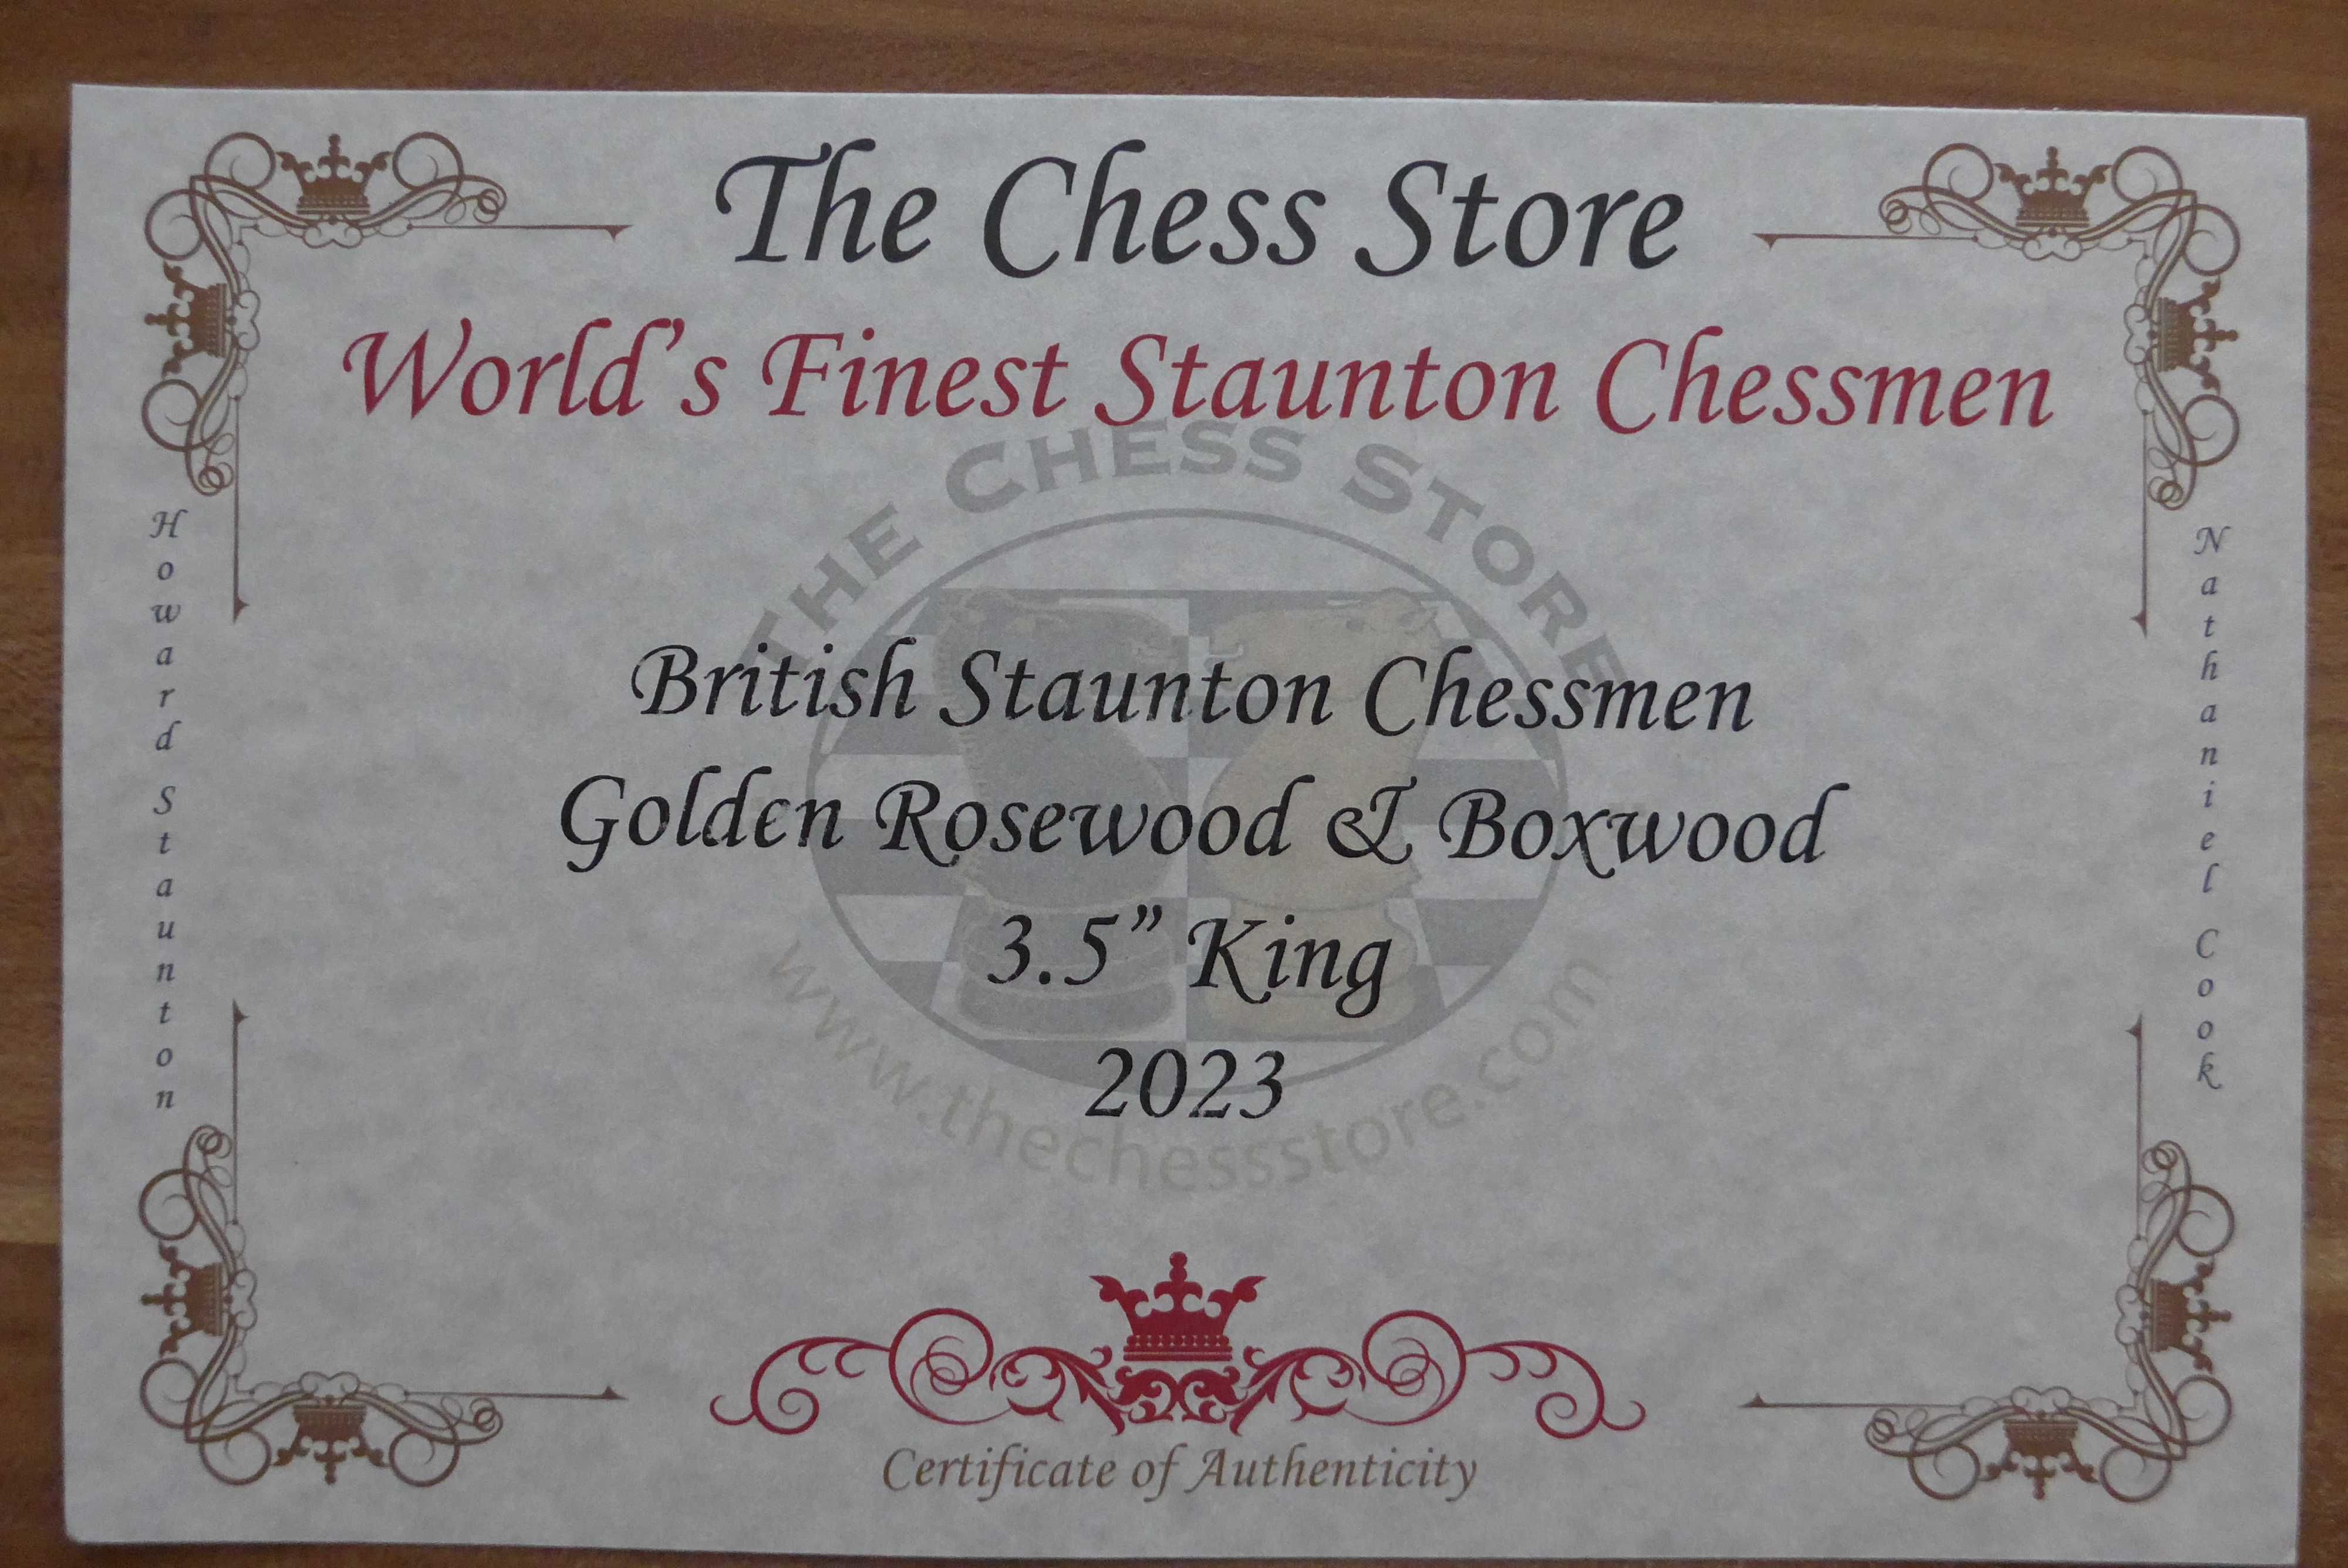 The Chess Store
World's Finest Staunton Chessmen
THE CHESS STORE
Howard Staunton
Nathaniel Cook
British Staunton Chessmen
Golden Rosewood & Boxwood
3.5” King
2023
www.thechessstore.com
Certificate of Authenticity